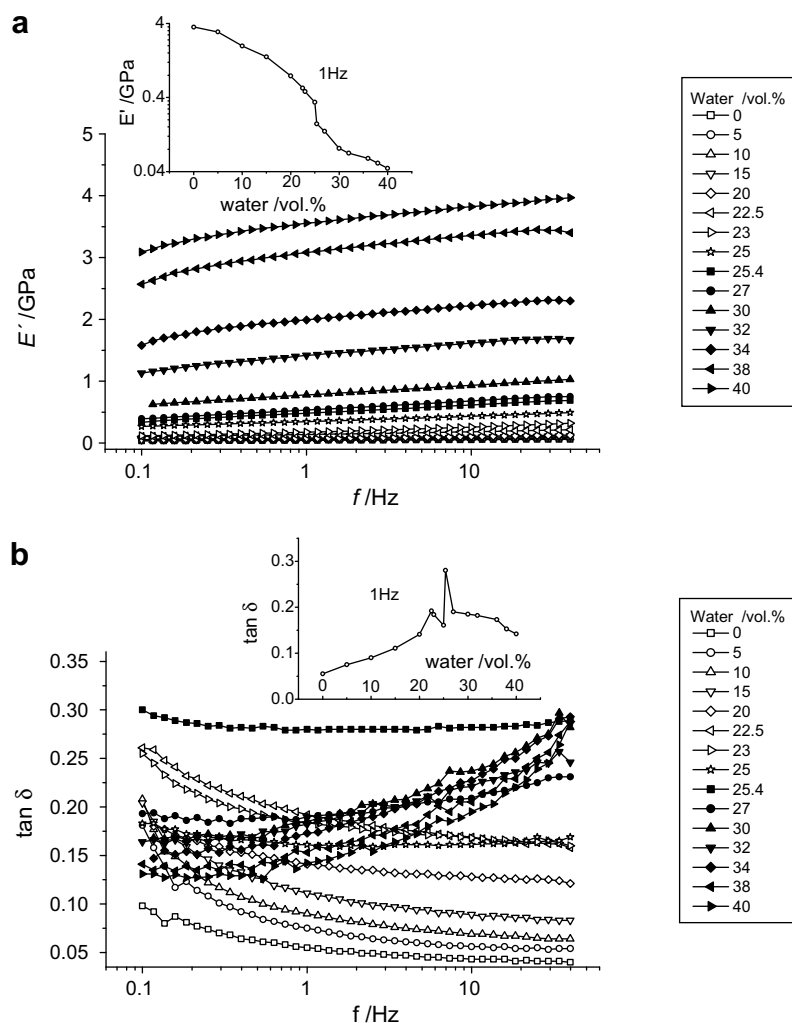 a
4
0.4
0.04
E' /GPa
1Hz
0 10 20 30 40
water /vol.%
5
4
3
2
1
0
E´ /GPa
0.1 1 10
f /Hz
Water /vol.%
0
5
10
15
20
22.5
23
25
25.4
27
30
32
34
38
40
b
0.3
0.2
0.1
0.0
tan δ
1Hz
water /vol.%
0 10 20 30 40
0.35
0.30
0.25
0.20
0.15
0.10
0.05
tan δ
0.1 1 10
f /Hz
Water /vol.%
0
5
10
15
20
22.5
23
25
25.4
27
30
32
34
38
40